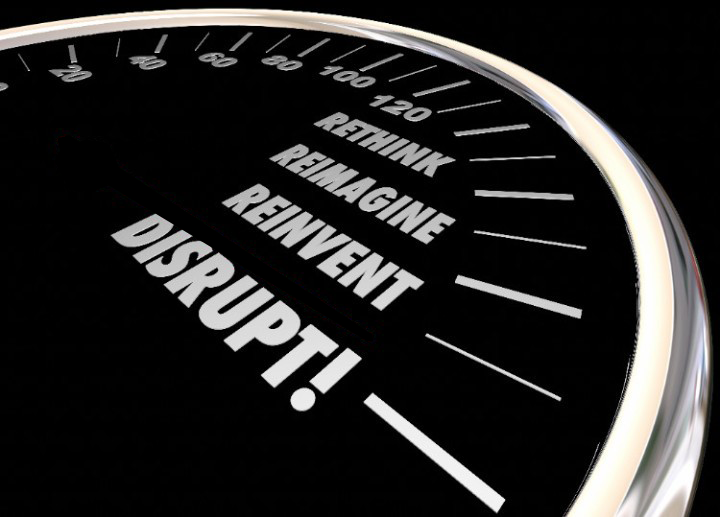 20
40
60
80
100
120
RETHINK
REIMAGINE
REINVENT
DISRUPT!